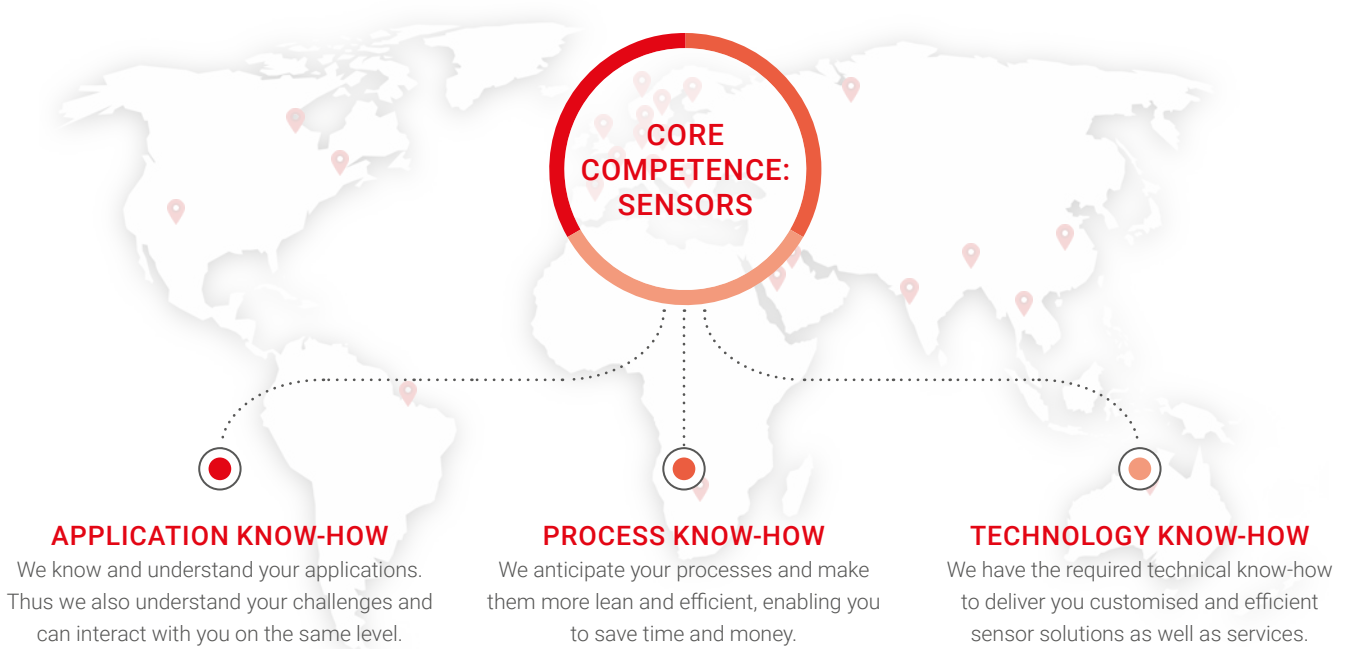 CORE
COMPETENCE:
SENSORS
APPLICATION KNOW-HOW
We know and understand your applications.
Thus we also understand your challenges and
can interact with you on the same level.
PROCESS KNOW-HOW
We anticipate your processes and make
them more lean and efficient, enabling you
to save time and money.
TECHNOLOGY KNOW-HOW
We have the required technical know-how
to deliver you customised and efficient
sensor solutions as well as services.